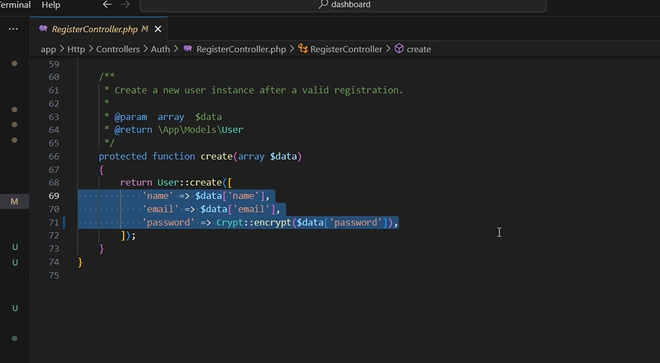 Terminal Help
dashboard
RegisterController.php M
app > Http > Controllers > Auth > RegisterController.php > RegisterController > create
59
60 /**
61 * Create a new user instance after a valid registration.
62 *
63 * @param array $data
64 * @return \App\Models\User
65 */
66 protected function create(array $data)
67 {
68 return User::create([
69 'name' => $data['name'],
70 'email' => $data['email'],
71 'password' => Crypt::encrypt($data['password']),
72 ]);
73 }
74 }
75
M
U
U
U